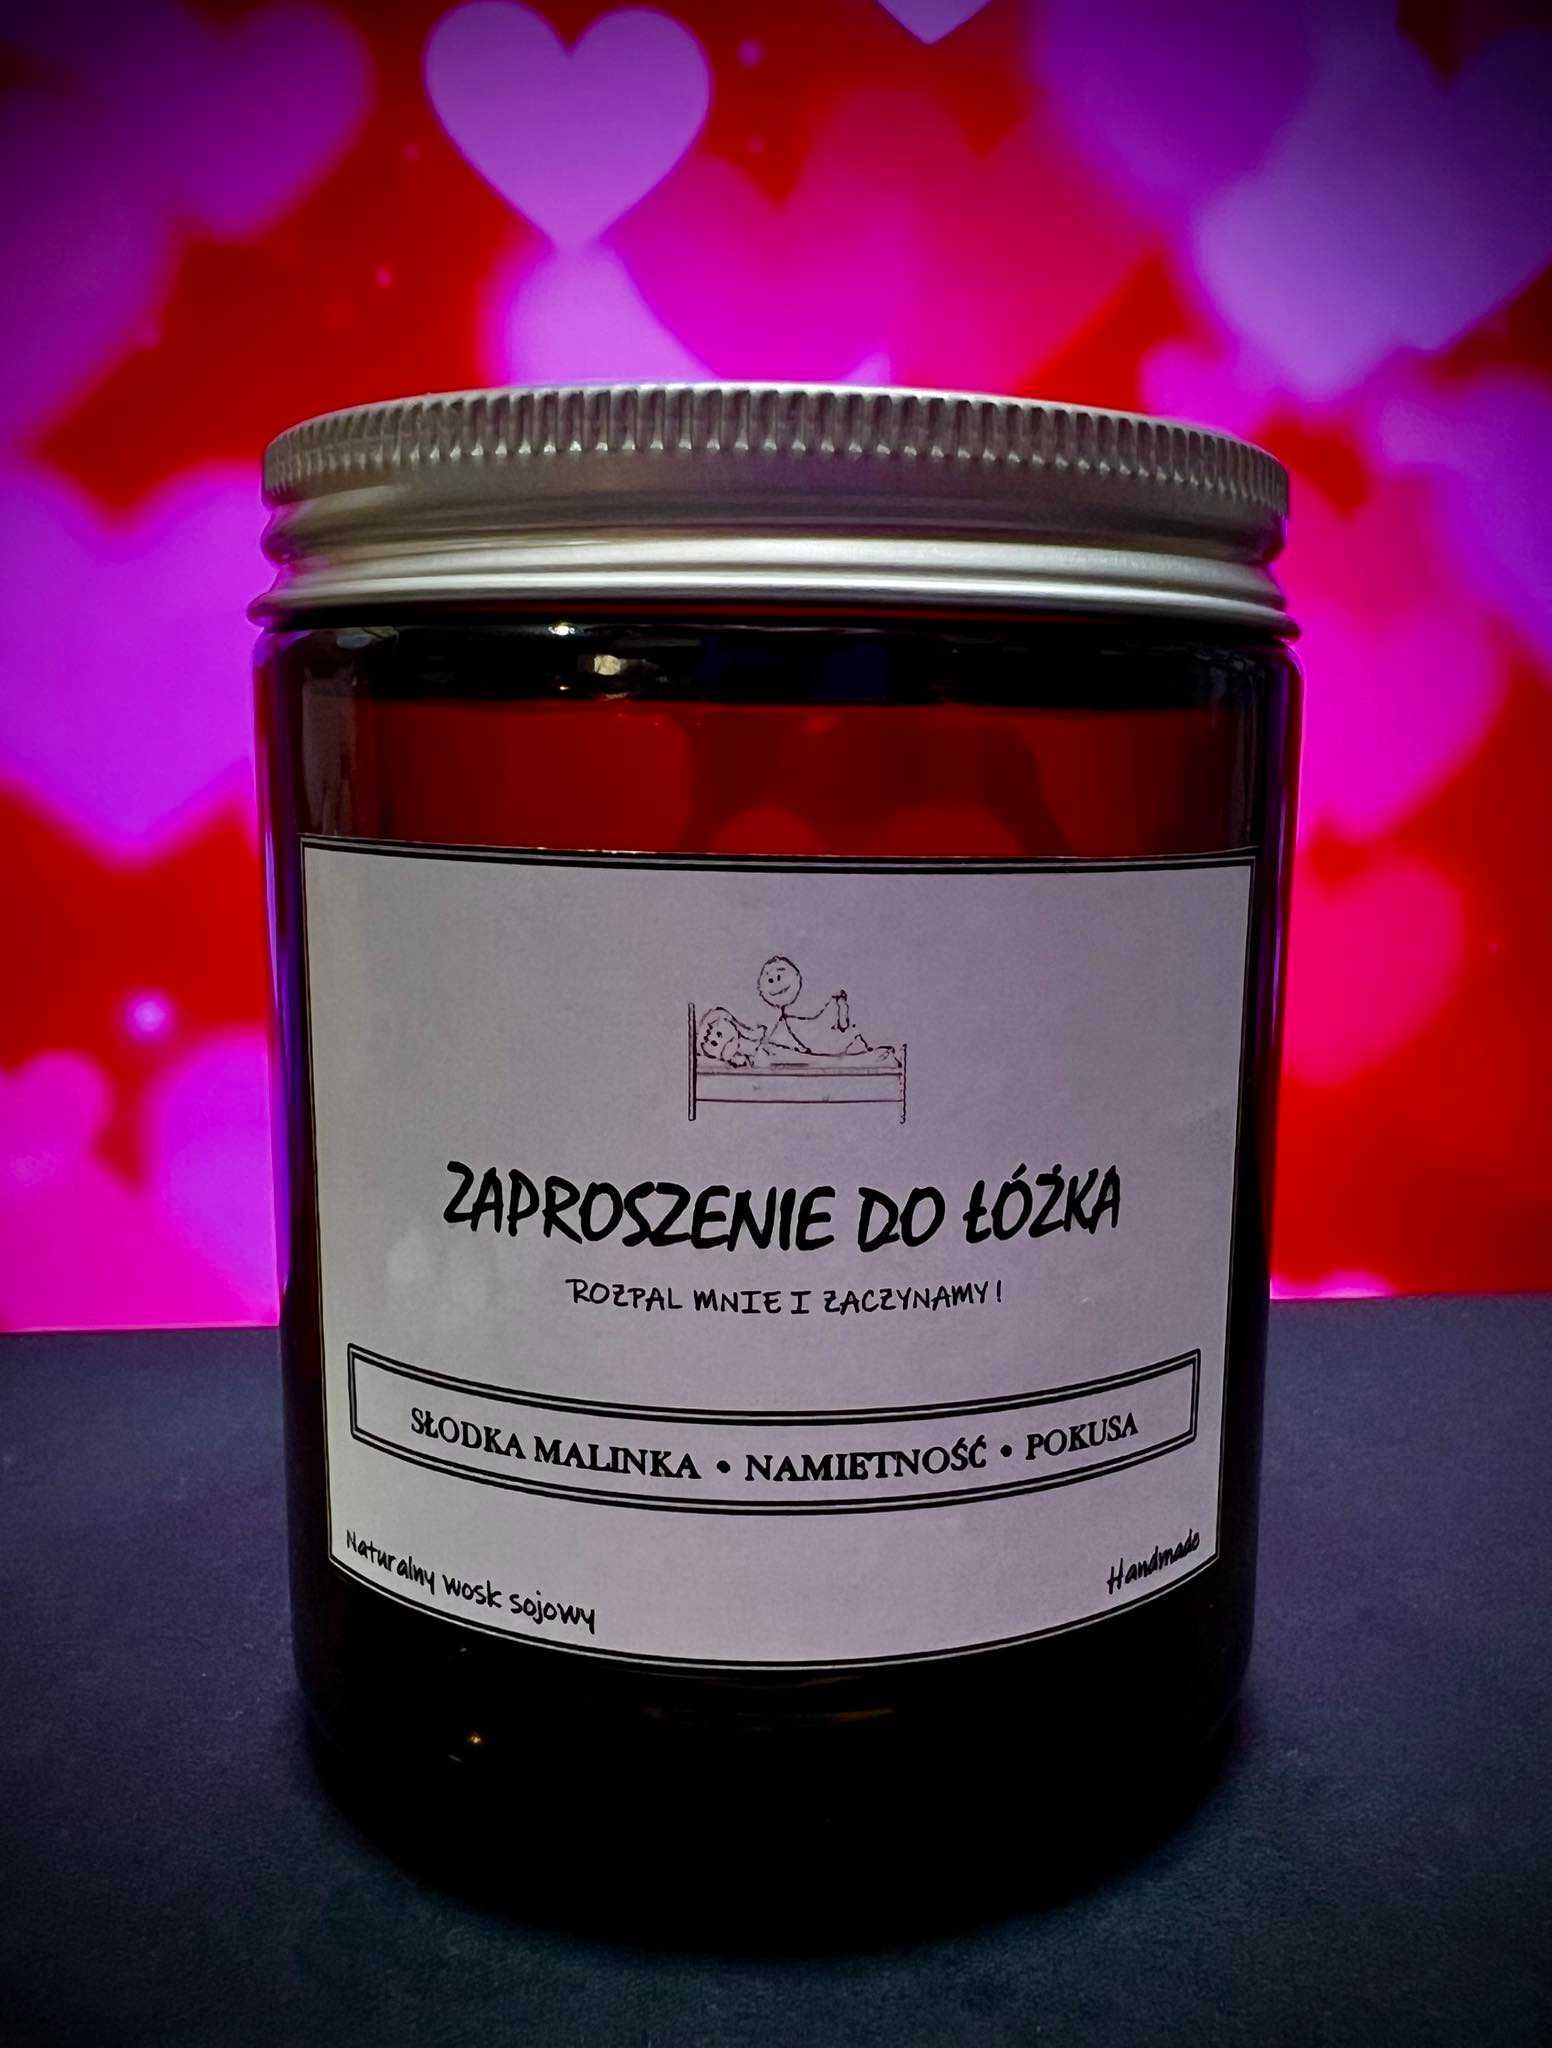 ZAPROSZENIE DO ŁÓŻKA
ROZPAL MNIE I ZACZYNAMY!
SŁODKA MALINKA • NAMIETNOŚĆ • POKUSA
Naturalny wosk sojowy
Handmade